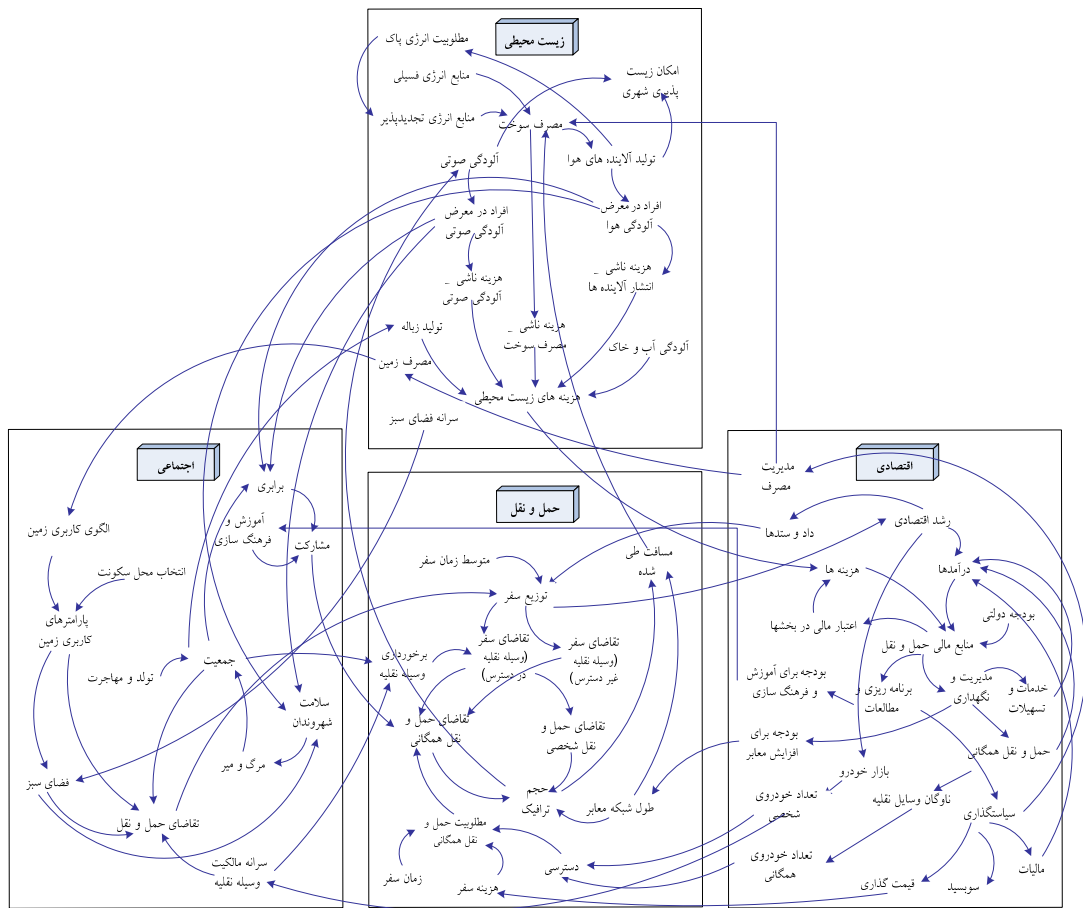 زیست محیطی
مطلوبیت انرژی پاک
منابع انرژی فسیلی
امکان زیست
پذیری شهری
منابع انرژی تجدیدپذیر
مصرف سوخت
آلودگی صوتی
تولید آلاینده های هوا
افراد در معرض
آلودگی صوتی
افراد در معرض
آلودگی هوا
هزینه ناشی _
آلودگی صوتی
هزینه ناشی _
انتشار آلاینده ها
تولید زباله
هزینه ناشی _
مصرف سوخت
آلودگی آب و خاک
مصرف زمین
هزینه های زیست محیطی
سرانه فضای سبز
اقتصادی
مدیریت
مصرف
رشد اقتصادی
داد و ستدها
هزینه ها
درآمدها
بودجه دولتی
اعتبار مالی در بخشها
منابع مالی حمل و نقل
بودجه برای آموزش
و فرهنگ سازی
برنامه ریزی و
مطالعات
مدیریت و
نگهداری
خدمات و
تسهیلات
بودجه برای
افزایش معابر
حمل و نقل همگانی
بازار خودرو
ناوگان وسایل نقلیه
تعداد خودروی
شخصی
سیاستگذاری
تعداد خودروی
همگانی
مالیات
سوبسید
قیمت گذاری
حمل و نقل
مسافت طی
شده
متوسط زمان سفر
توزیع سفر
تقاضای سفر
(وسیله نقلیه
در دسترس)
تقاضای سفر
(وسیله نقلیه
غیر دسترس)
برخورداری
وسیله نقلیه
تقاضای حمل و
نقل همگانی
تقاضای حمل و
نقل شخصی
حجم
ترافیک
طول شبکه معابر
مطلوبیت حمل و
نقل همگانی
دسترسی
زمان سفر
هزینه سفر
اجتماعی
برابری
الگوی کاربری زمین
آموزش و
فرهنگ سازی
مشارکت
انتخاب محل سکونت
پارامترهای
کاربری زمین
جمعیت
تولد و مهاجرت
سلامت
شهروندان
مرگ و میر
فضای سبز
تقاضای حمل و نقل
سرانه مالکیت
وسیله نقلیه